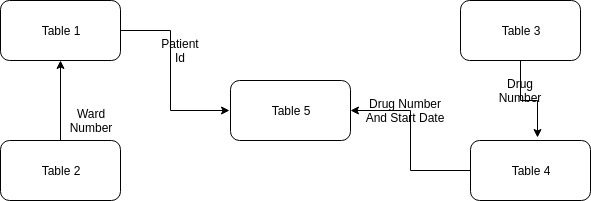 Table 1
Table 3
Patient
Id
Drug
Number
Table 5
Drug Number
And Start Date
Ward
Number
Table 2
Table 4